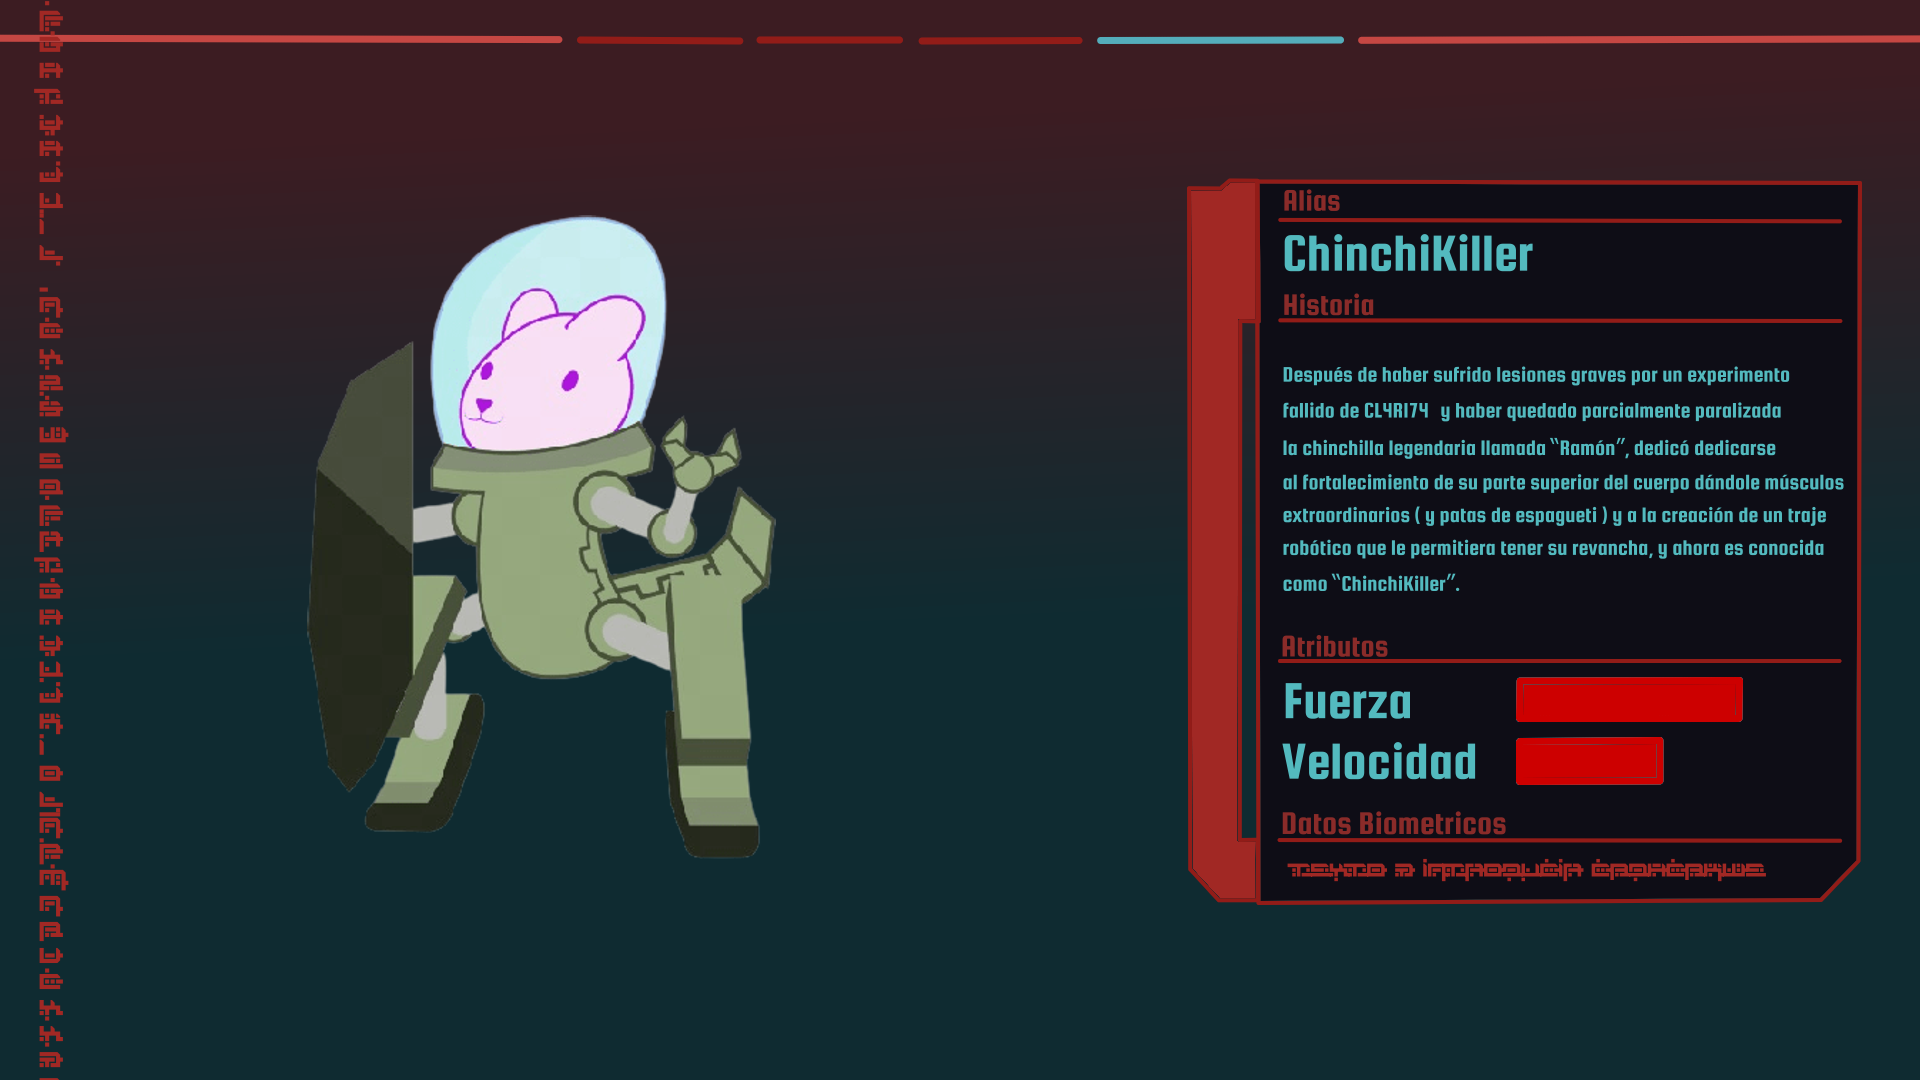 Alias
ChinchiKiller
Historia
Después de haber sufrido lesiones graves por un experimento
fallido de CL4R174 y haber quedado parcialmente paralizada
la chinchilla legendaria llamada “Ramón”, dedicó dedicarse
al fortalecimiento de su parte superior del cuerpo dándole músculos
extraordinarios ( y patas de espagueti ) y a la creación de un traje
robótico que le permitiera tener su revancha, y ahora es conocida
como “ChinchiKiller”.
Atributos
Fuerza
Velocidad
Datos Biometricos